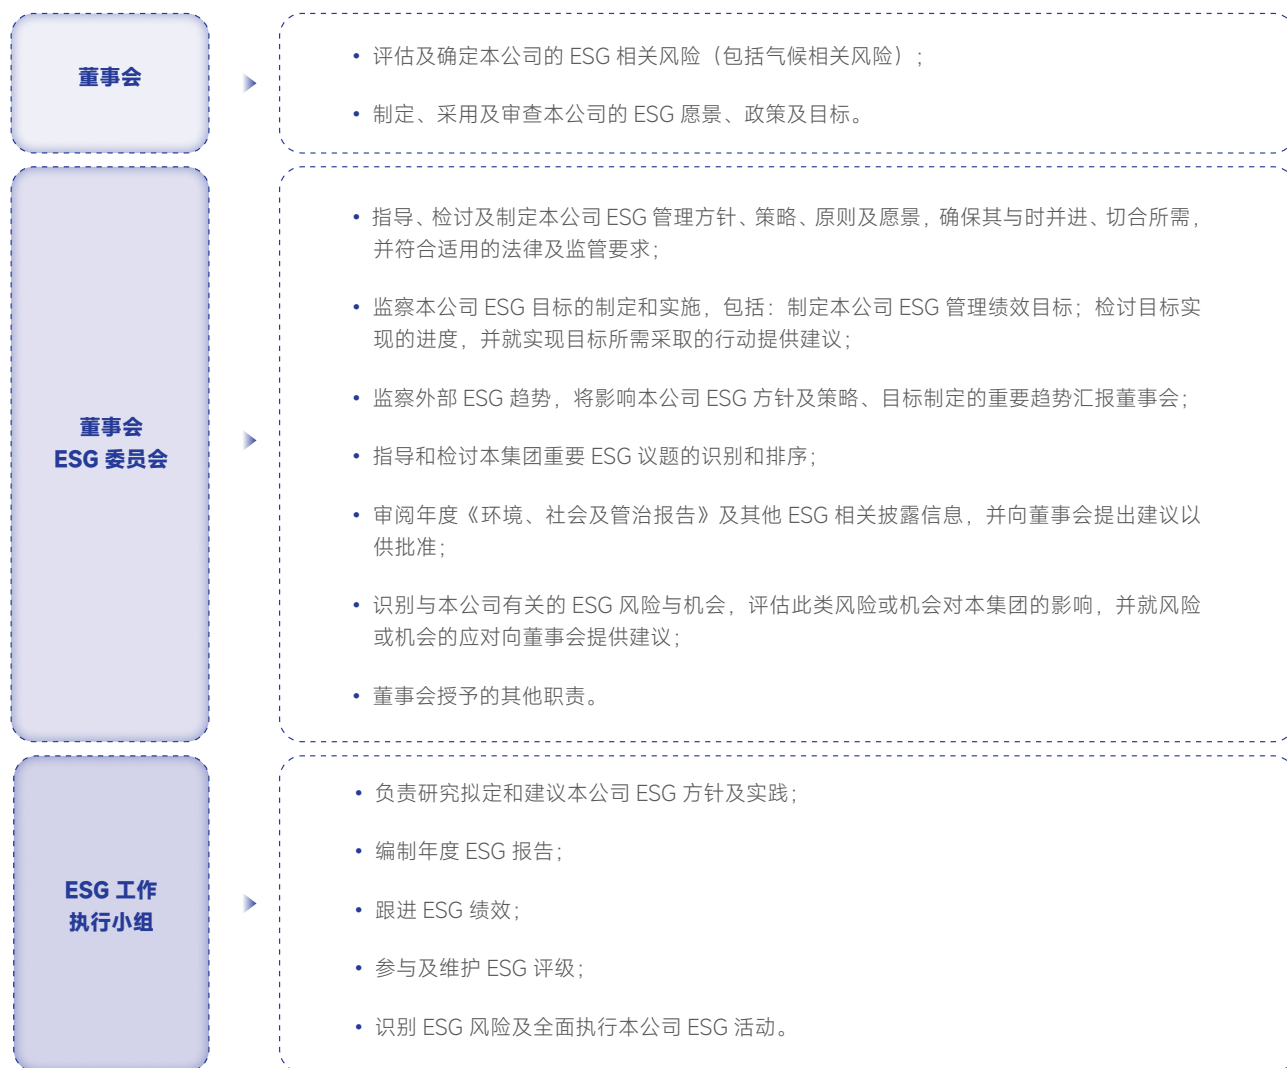 董事会
• 评估及确定本公司的 ESG 相关风险（包括气候相关风险）；
• 制定、采用及审查本公司的 ESG 愿景、政策及目标。
董事会
ESG 委员会
• 指导、检讨及制定本公司 ESG 管理方针、策略、原则及愿景，确保其与时并进、切合所需，
并符合适用的法律及监管要求；
• 监察本公司 ESG 目标的制定和实施，包括：制定本公司 ESG 管理绩效目标；检讨目标实
现的进度，并就实现目标所需采取的行动提供建议；
• 监察外部 ESG 趋势，将影响本公司 ESG 方针及策略、目标制定的重要趋势汇报董事会；
• 指导和检讨本集团重要 ESG 议题的识别和排序；
• 审阅年度《环境、社会及管治报告》及其他 ESG 相关披露信息，并向董事会提出建议以
供批准；
• 识别与本公司有关的 ESG 风险与机会，评估此类风险或机会对本集团的影响，并就风险
或机会的应对向董事会提供建议；
• 董事会授予的其他职责。
ESG 工作
执行小组
• 负责研究拟定和建议本公司 ESG 方针及实践；
• 编制年度 ESG 报告；
• 跟进 ESG 绩效；
• 参与及维护 ESG 评级；
• 识别 ESG 风险及全面执行本公司 ESG 活动。